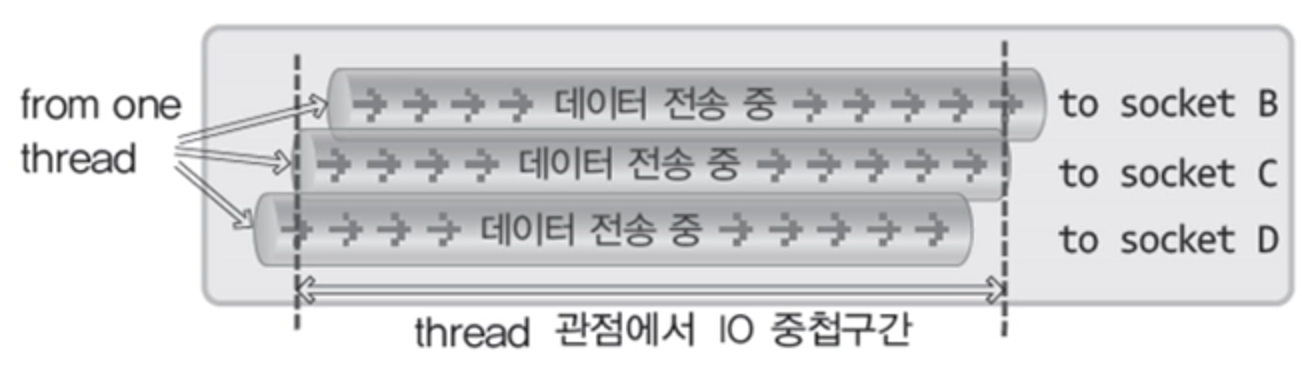 from one
thread
데이터 전송 중
to socket B
데이터 전송 중
to socket C
데이터 전송 중
to socket D
thread 관점에서 IO 중첩구간